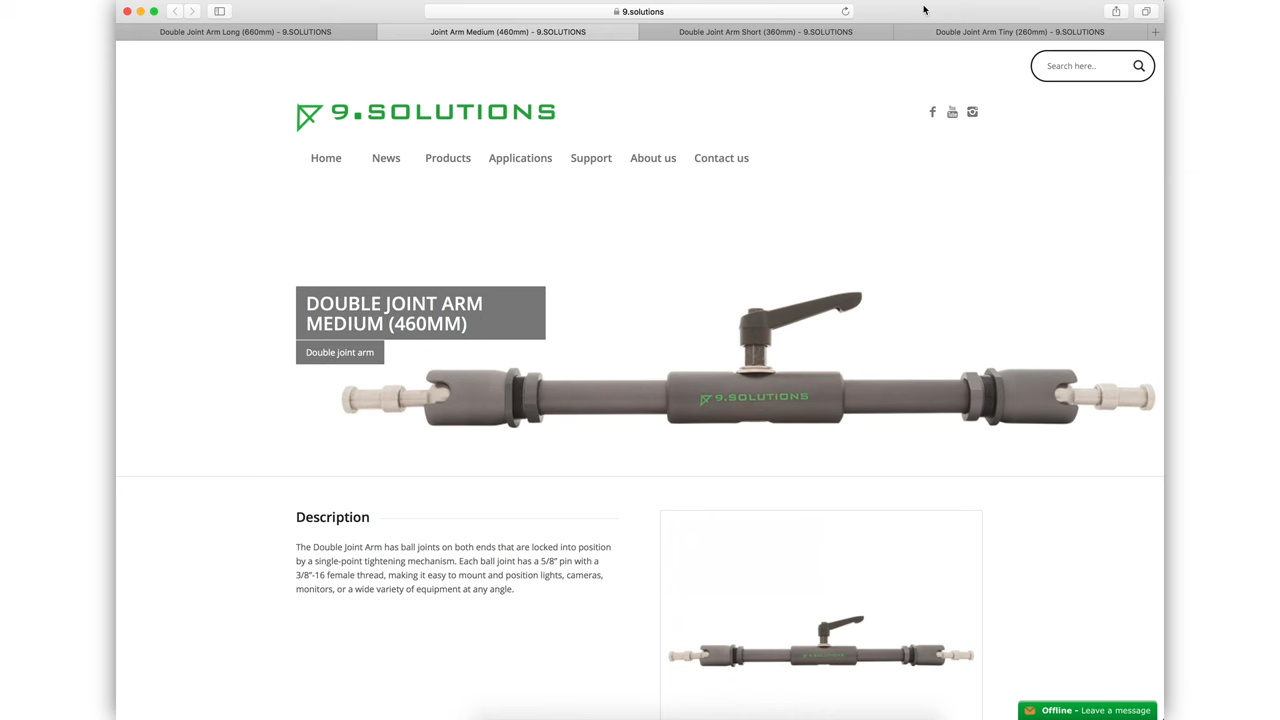 9.solutions
Double Joint Arm Long (660mm) - 9.SOLUTIONS
Joint Arm Medium (460mm) - 9.SOLUTIONS
Double Joint Arm Short (360mm) - 9.SOLUTIONS
Double Joint Arm Tiny (260mm) - 9.SOLUTIONS
Search here..
9.SOLUTIONS
Home
News
Products
Applications
Support
About us
Contact us
DOUBLE JOINT ARM
MEDIUM (460MM)
Double joint arm
9.SOLUTIONS
Description
The Double Joint Arm has ball joints on both ends that are locked into position
by a single-point tightening mechanism. Each ball joint has a 5/8” pin with a
3/8”-16 female thread, making it easy to mount and position lights, cameras,
monitors, or a wide variety of equipment at any angle.
Offline - Leave a message